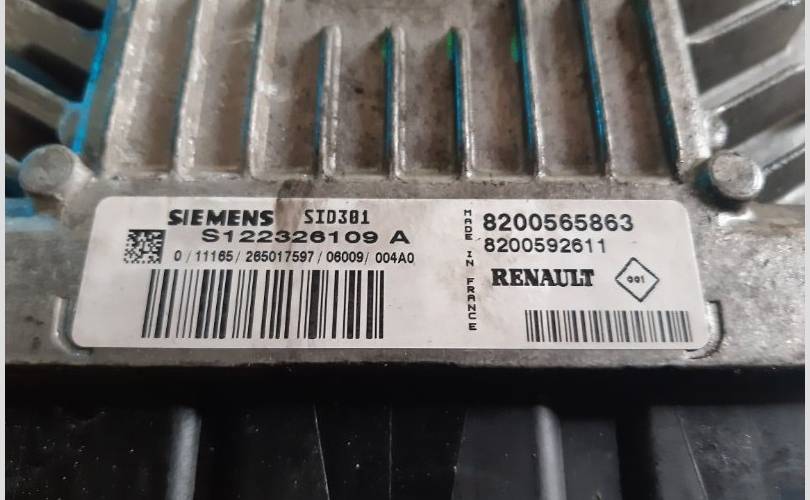 SIEMENS SID301
S122326109 A
0/11165/265017597/06009/004A0
MADE IN FRANCE
8200565863
8200592611
RENAULT 001